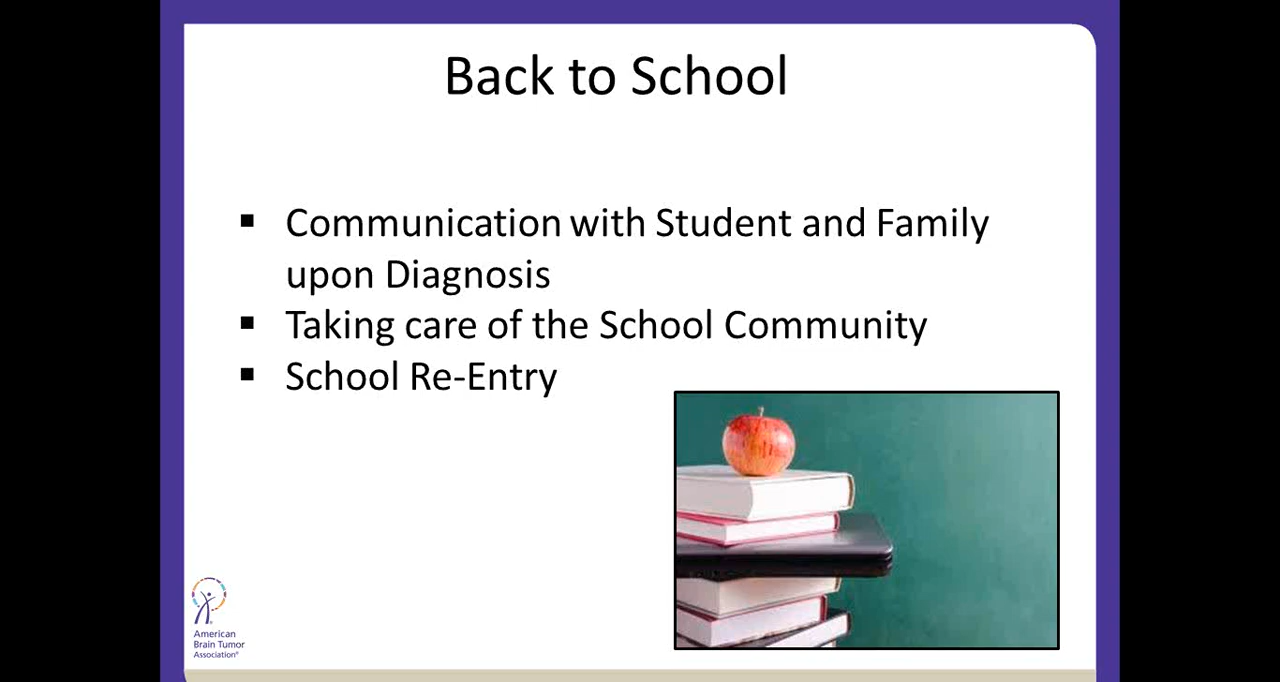 Back to School
▪ Communication with Student and Family
upon Diagnosis
▪ Taking care of the School Community
▪ School Re-Entry
American
Brain Tumor
Association®